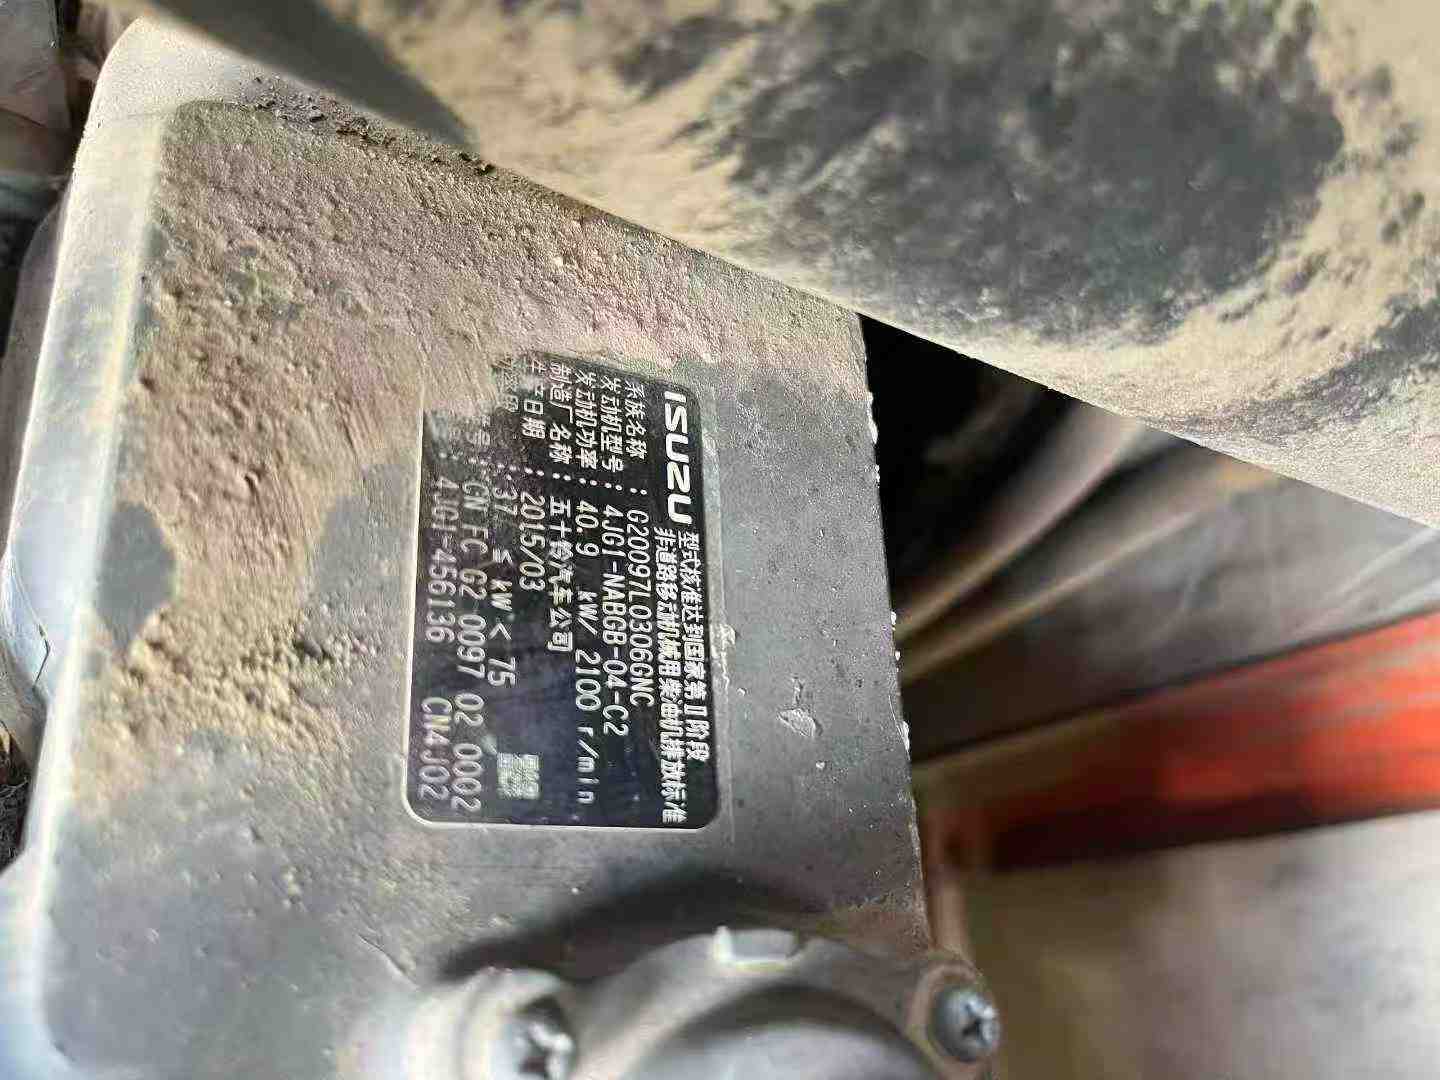 ISUZU
型式核准达到国家第II阶段
非道路移动机械用柴油机排放标准
系族名称 : G20097L0306GNC
发动机型号: 4JG1-NABGB-04-C2
发动机功率: 40.9 kW/ 2100 r/min
制造厂名称: 五十铃汽车公司
生产日期 : 2015/03
: 37 ≤ kW < 75
号: GN FC G2 0097 02 0002
: 4JG1-456136 CN4J02